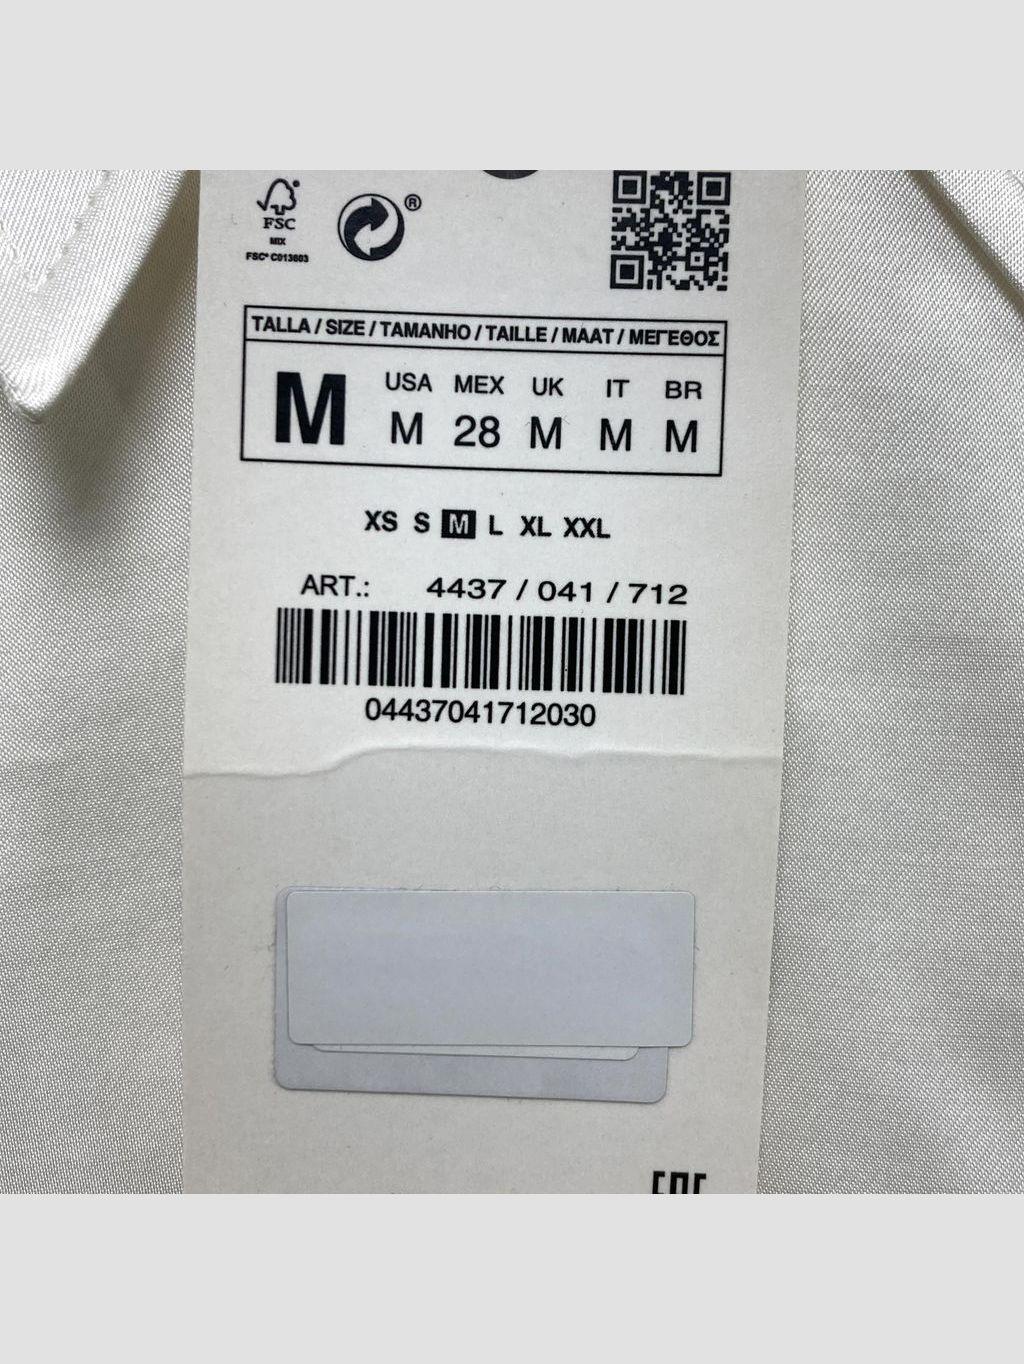 FSC
MIX
FSC® C013603
®
TALLA / SIZE / TAMANHO / TAILLE / MAAT / ΜΕΓΕΘΟΣ
M
USA MEX UK IT BR
M 28 M M M
XS S M L XL XXL
ART.: 4437 / 041 / 712
04437041712030